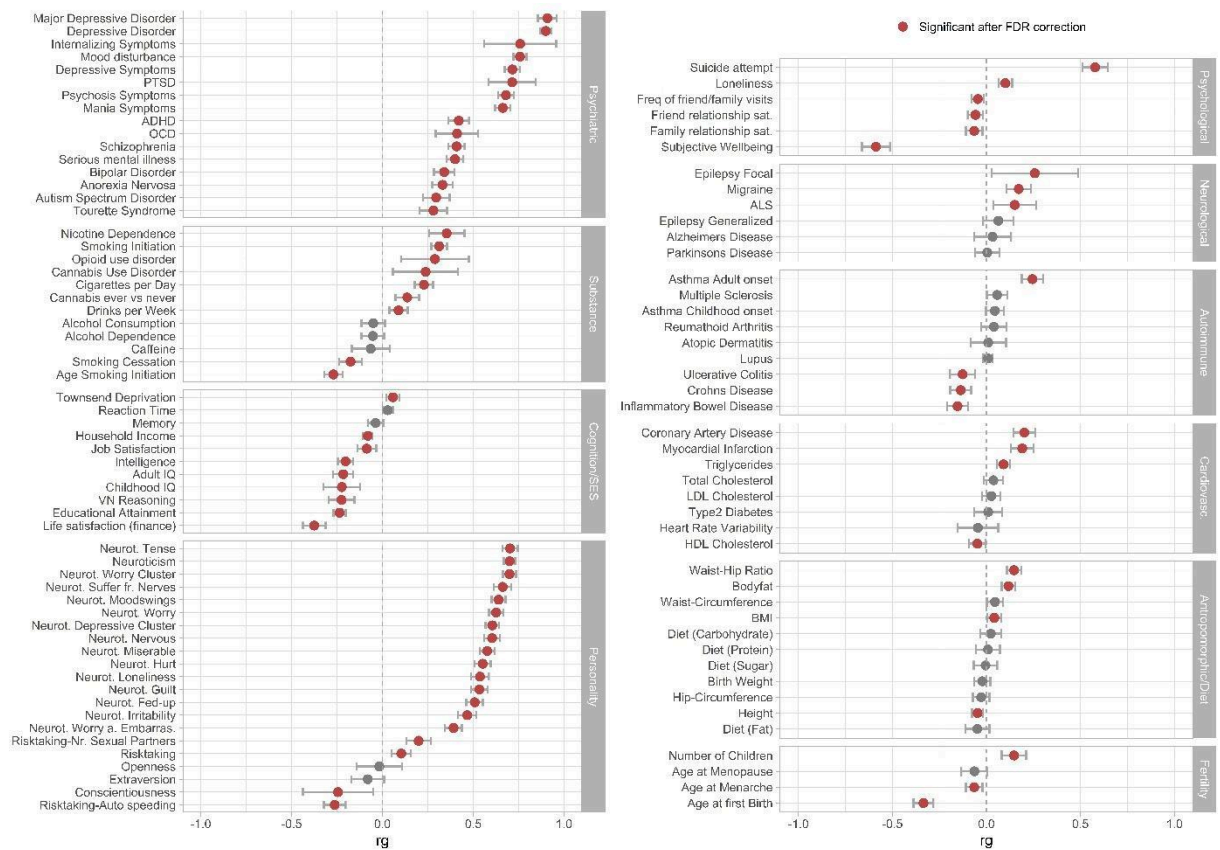 Major Depressive Disorder
Depressive Disorder
Internalizing Symptoms
Mood disturbance
Depressive Symptoms
PTSD
Psychosis Symptoms
Mania Symptoms
ADHD
OCD
Schizophrenia
Serious mental illness
Bipolar Disorder
Anorexia Nervosa
Autism Spectrum Disorder
Tourette Syndrome
Psychiatric
Nicotine Dependence
Smoking Initiation
Opioid use disorder
Cannabis Use Disorder
Cigarettes per Day
Cannabis ever vs never
Drinks per Week
Alcohol Consumption
Alcohol Dependence
Caffeine
Smoking Cessation
Age Smoking Initiation
Substance
Townsend Deprivation
Reaction Time
Memory
Household Income
Job Satisfaction
Intelligence
Adult IQ
Childhood IQ
VN Reasoning
Educational Attainment
Life satisfaction (finance)
Cognition/SES
Neurot. Tense
Neuroticism
Neurot. Worry Cluster
Neurot. Suffer fr. Nerves
Neurot. Moodswings
Neurot. Worry
Neurot. Depressive Cluster
Neurot. Nervous
Neurot. Miserable
Neurot. Hurt
Neurot. Loneliness
Neurot. Guilt
Neurot. Fed-up
Neurot. Irritability
Neurot. Worry a. Embarras.
Risktaking-Nr. Sexual Partners
Risktaking
Openness
Extraversion
Conscientiousness
Risktaking-Auto speeding
Personality
-1.0 -0.5 0.0 0.5 1.0
rg
Significant after FDR correction
Suicide attempt
Loneliness
Freq of friend/family visits
Friend relationship sat.
Family relationship sat.
Subjective Wellbeing
Psychological
Epilepsy Focal
Migraine
ALS
Epilepsy Generalized
Alzheimers Disease
Parkinsons Disease
Neurological
Asthma Adult onset
Multiple Sclerosis
Asthma Childhood onset
Reumathoid Arthritis
Atopic Dermatitis
Lupus
Ulcerative Colitis
Crohns Disease
Inflammatory Bowel Disease
Autoimmune
Coronary Artery Disease
Myocardial Infarction
Triglycerides
Total Cholesterol
LDL Cholesterol
Type2 Diabetes
Heart Rate Variability
HDL Cholesterol
Cardiovasc.
Waist-Hip Ratio
Bodyfat
Waist-Circumference
BMI
Diet (Carbohydrate)
Diet (Protein)
Diet (Sugar)
Birth Weight
Hip-Circumference
Height
Diet (Fat)
Antropomorphic/Diet
Number of Children
Age at Menopause
Age at Menarche
Age at first Birth
Fertility
-1.0 -0.5 0.0 0.5 1.0
rg